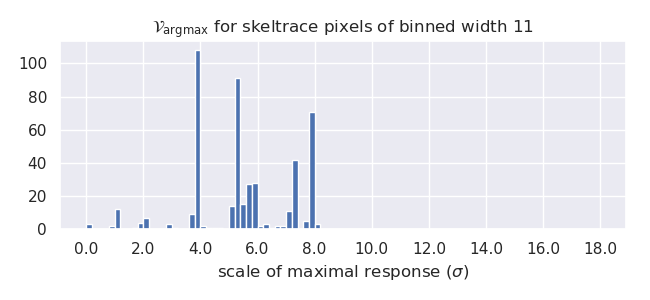 𝒱argmax for skeltrace pixels of binned width 11
100
80
60
40
20
0
0.0 2.0 4.0 6.0 8.0 10.0 12.0 14.0 16.0 18.0
scale of maximal response (σ)